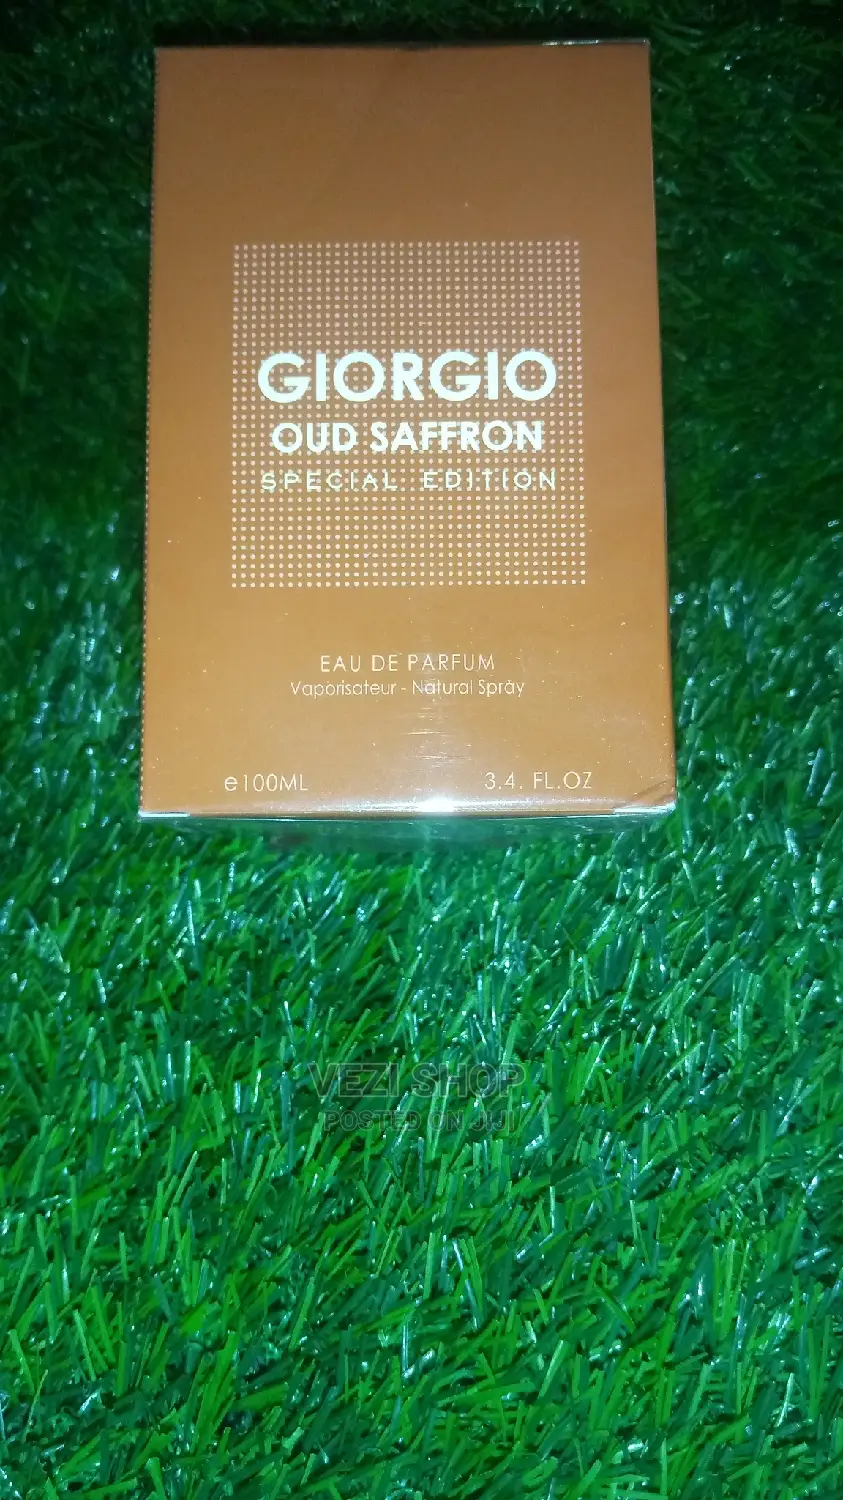 GIORGIO
OUD SAFFRON
SPECIAL EDITION
EAU DE PARFUM
Vaporisateur - Natural Spray
e100ML 3.4. FL.OZ
VEZI SHOP
POSTED ON JIJI